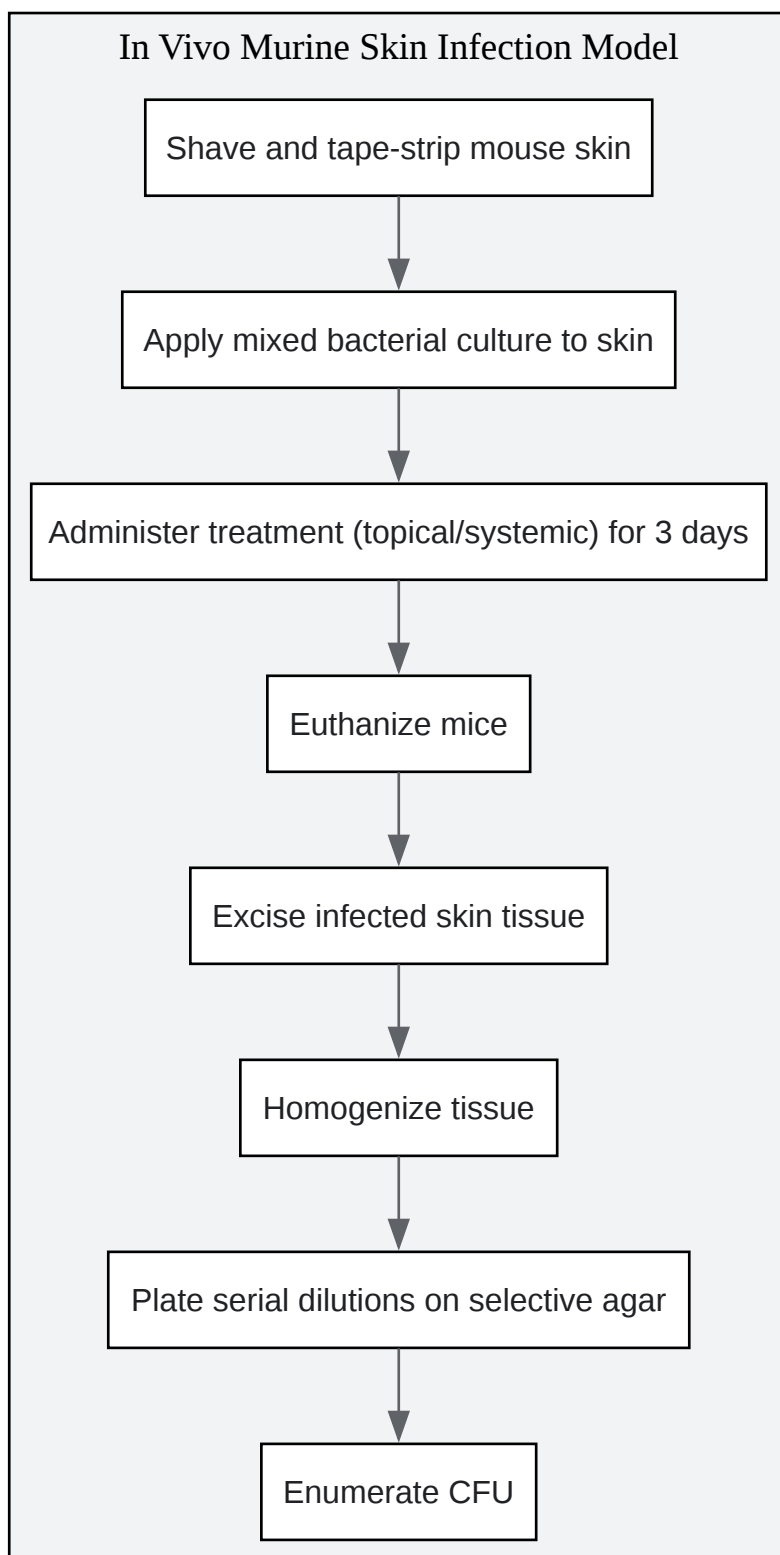 In Vivo Murine Skin Infection Model
Shave and tape-strip mouse skin
Apply mixed bacterial culture to skin
Administer treatment (topical/systemic) for 3 days
Euthanize mice
Excise infected skin tissue
Homogenize tissue
Plate serial dilutions on selective agar
Enumerate CFU